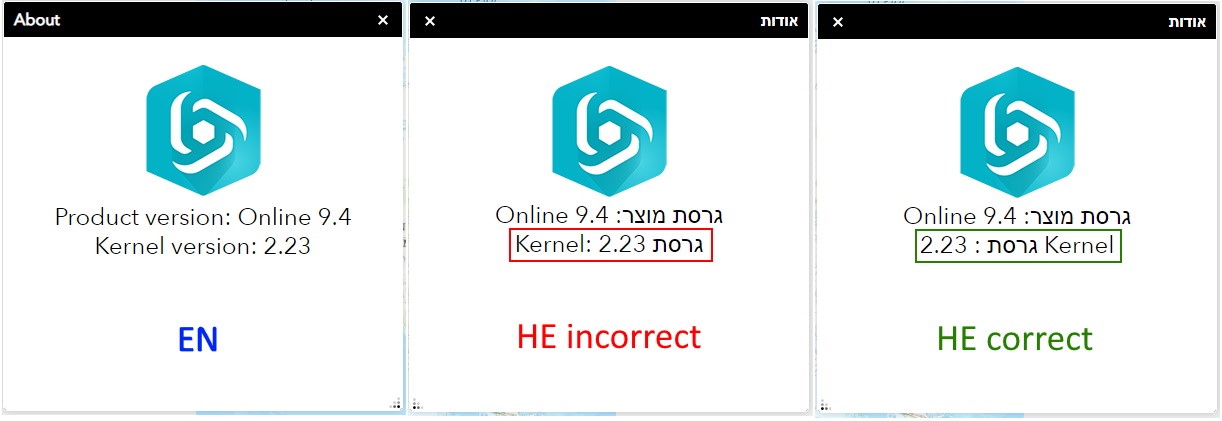 About
Product version: Online 9.4
Kernel version: 2.23
EN
אודות
גרסת מוצר: Online 9.4
גרסת Kernel: 2.23
HE incorrect
אודות
גרסת מוצר: Online 9.4
Kernel גרסת : 2.23
HE correct